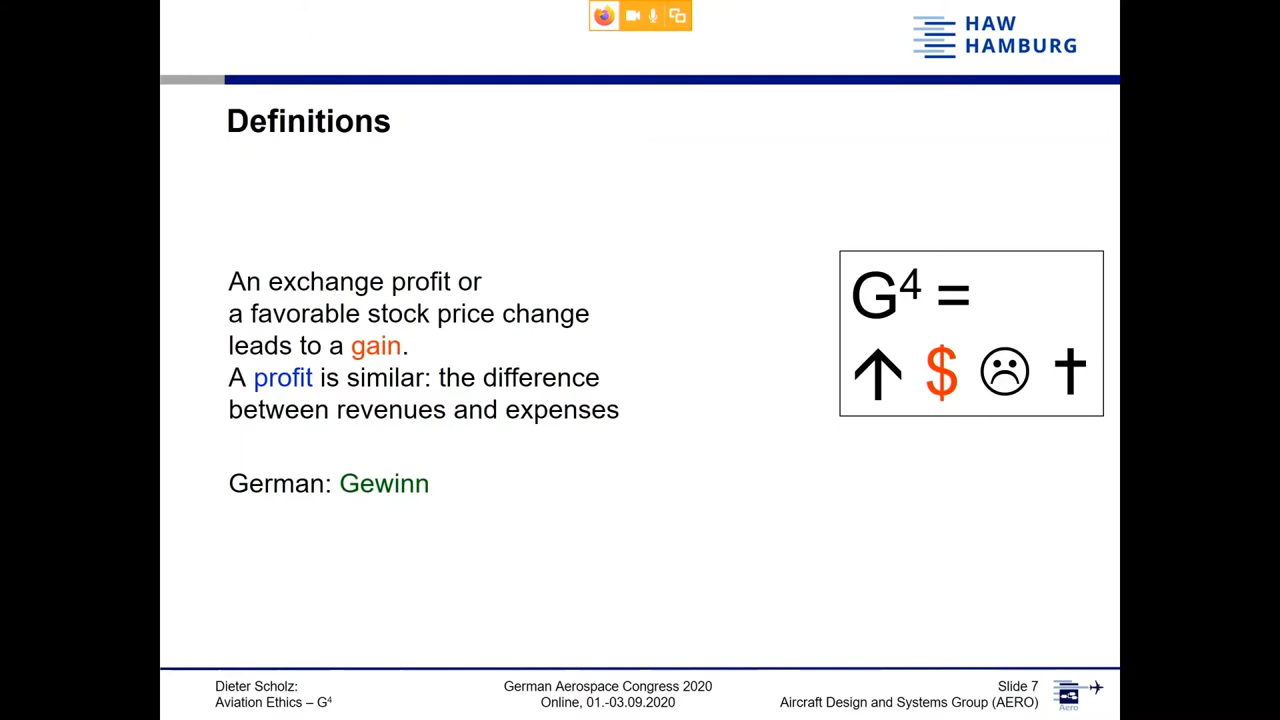 HAW
HAMBURG
Definitions
An exchange profit or
a favorable stock price change
leads to a gain.
A profit is similar: the difference
between revenues and expenses
German: Gewinn
G⁴ =
↑ $ ☹ ✝
Dieter Scholz:
Aviation Ethics – G⁴
German Aerospace Congress 2020
Online, 01.-03.09.2020
Slide 7
Aircraft Design and Systems Group (AERO)
Aero